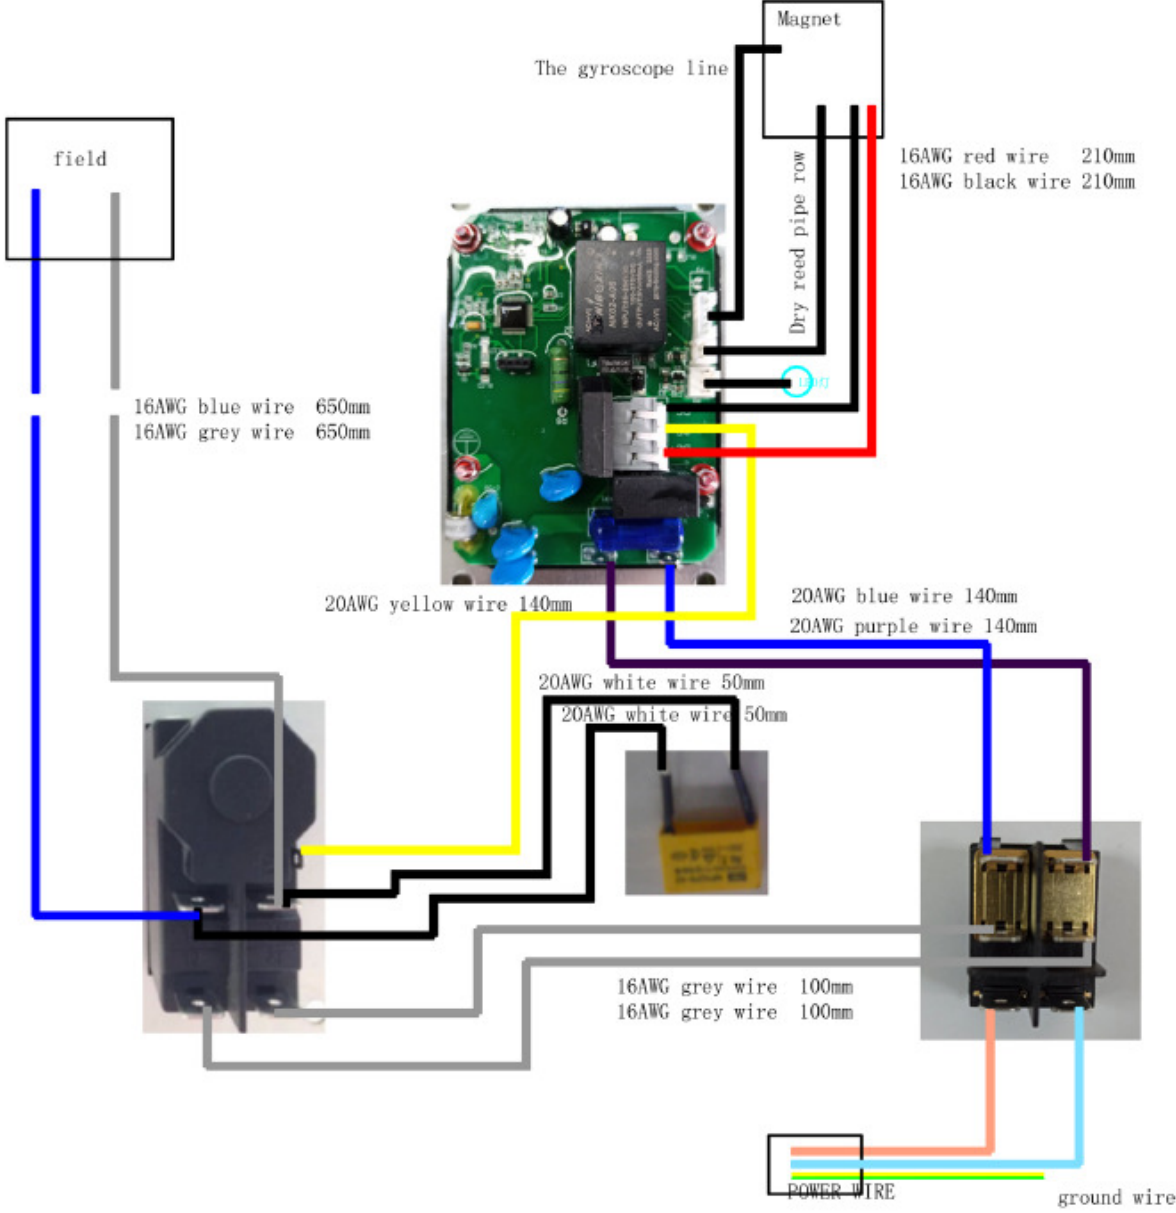 Magnet
The gyroscope line
field
16AWG red wire 210mm
16AWG black wire 210mm
Dry reed pipe row
16AWG blue wire 650mm
16AWG grey wire 650mm
20AWG yellow wire 140mm
20AWG blue wire 140mm
20AWG purple wire 140mm
20AWG white wire 50mm
20AWG white wire 50mm
16AWG grey wire 100mm
16AWG grey wire 100mm
POWER WIRE
ground wire